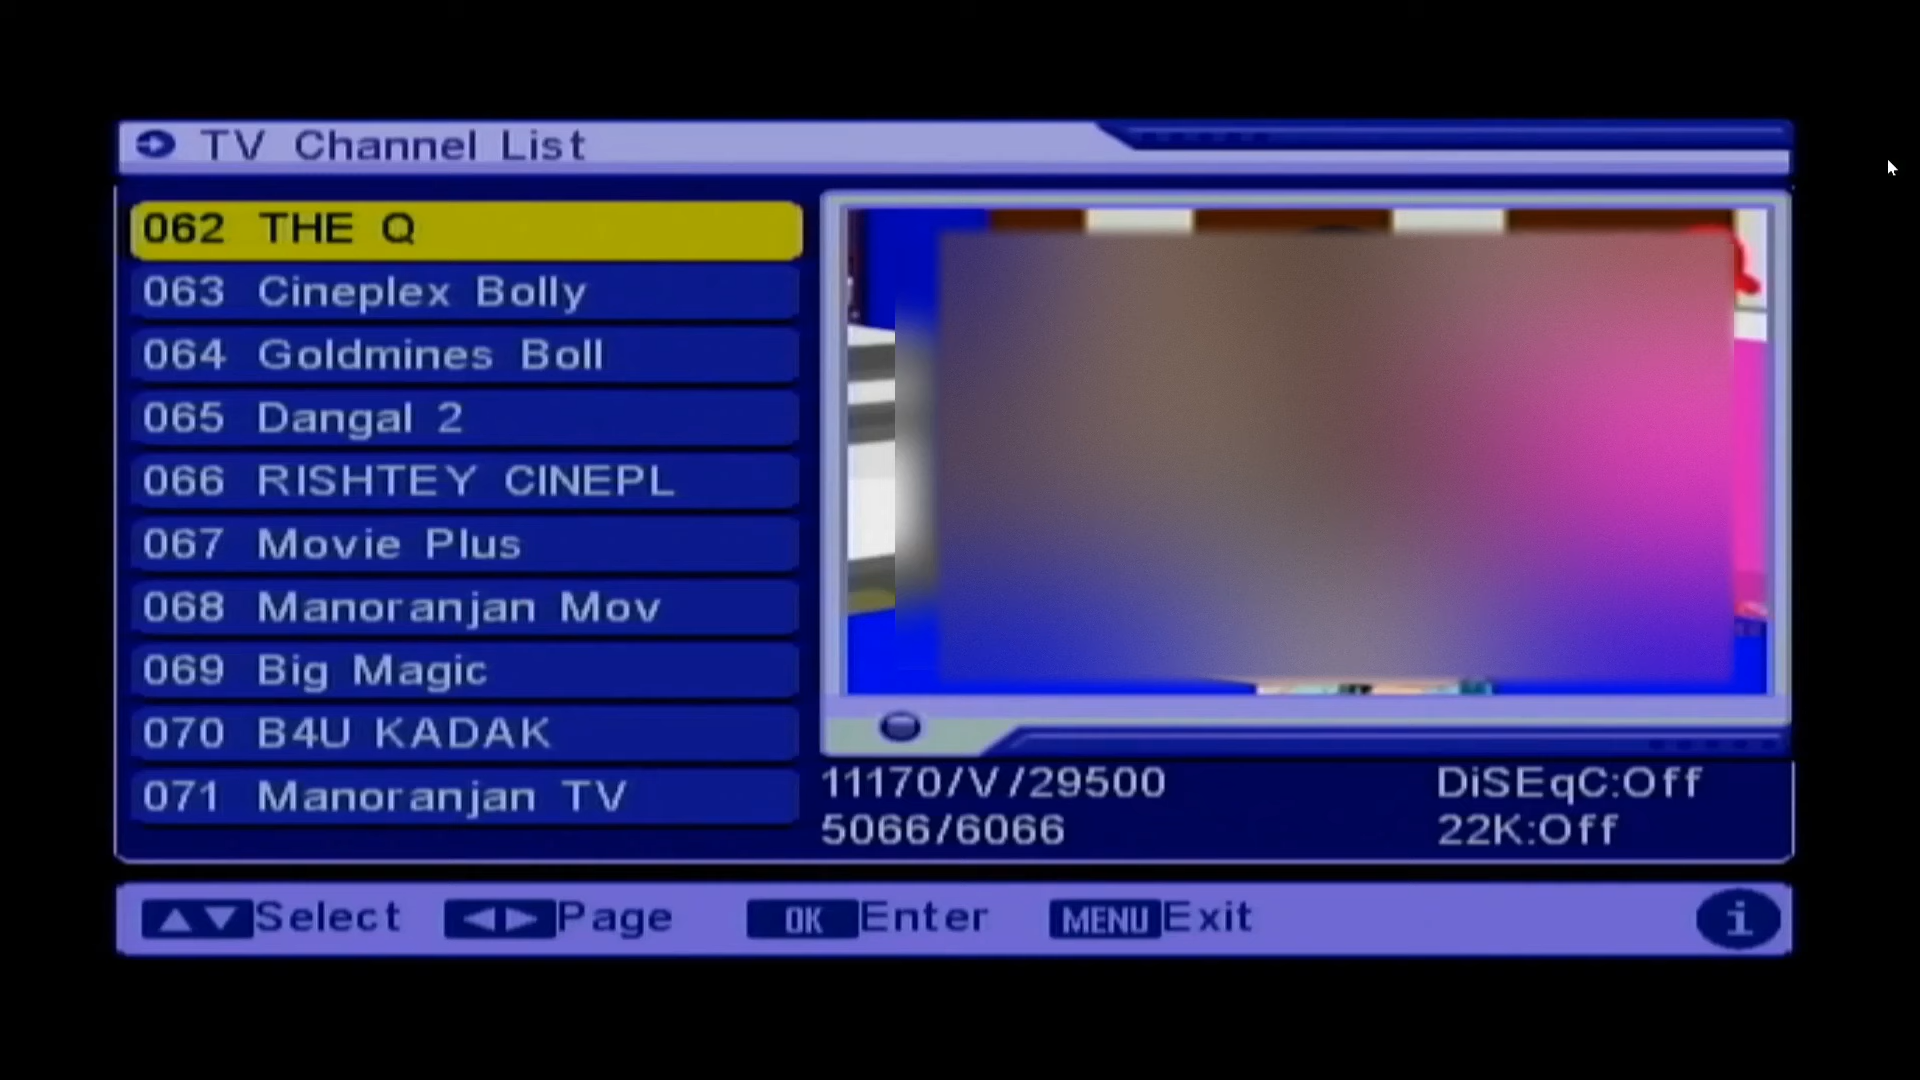 TV Channel List
062 THE Q
063 Cineplex Bolly
064 Goldmines Boll
065 Dangal 2
066 RISHTEY CINEPL
067 Movie Plus
068 Manoranjan Mov
069 Big Magic
070 B4U KADAK
071 Manoranjan TV
11170/V/29500
DiSEqC:Off
5066/6066
22K:Off
Select
Page
OK Enter
MENU Exit
i